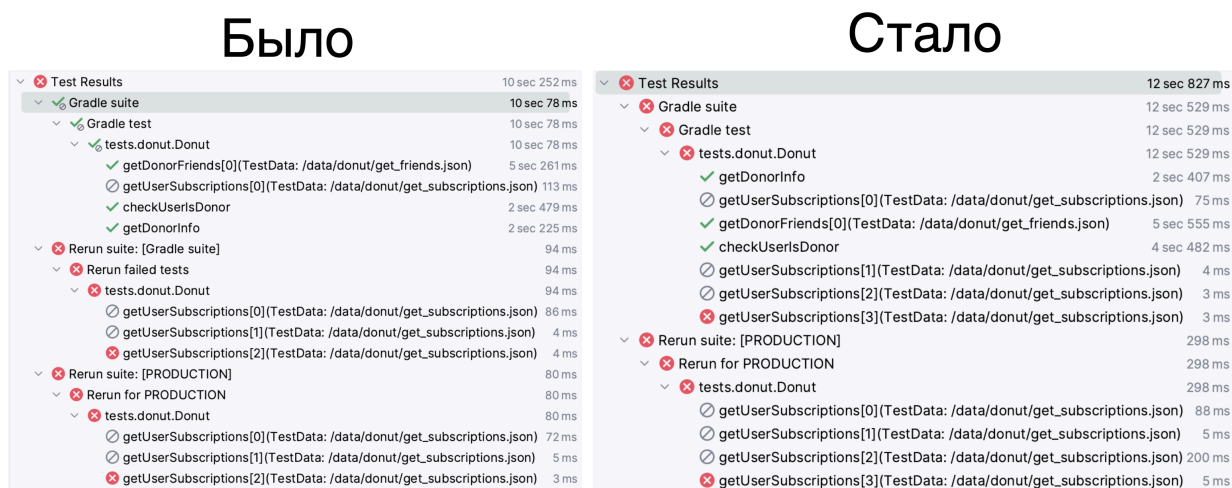 Было
Test Results 10 sec 252 ms
Gradle suite 10 sec 78 ms
Gradle test 10 sec 78 ms
tests.donut.Donut 10 sec 78 ms
getDonorFriends[0](TestData: /data/donut/get_friends.json) 5 sec 261 ms
getUserSubscriptions[0](TestData: /data/donut/get_subscriptions.json) 113 ms
checkUserIsDonor 2 sec 479 ms
getDonorInfo 2 sec 225 ms
Rerun suite: [Gradle suite] 94 ms
Rerun failed tests 94 ms
tests.donut.Donut 94 ms
getUserSubscriptions[0](TestData: /data/donut/get_subscriptions.json) 86 ms
getUserSubscriptions[1](TestData: /data/donut/get_subscriptions.json) 4 ms
getUserSubscriptions[2](TestData: /data/donut/get_subscriptions.json) 4 ms
Rerun suite: [PRODUCTION] 80 ms
Rerun for PRODUCTION 80 ms
tests.donut.Donut 80 ms
getUserSubscriptions[0](TestData: /data/donut/get_subscriptions.json) 72 ms
getUserSubscriptions[1](TestData: /data/donut/get_subscriptions.json) 5 ms
getUserSubscriptions[2](TestData: /data/donut/get_subscriptions.json) 3 ms
Стало
Test Results 12 sec 827 ms
Gradle suite 12 sec 529 ms
Gradle test 12 sec 529 ms
tests.donut.Donut 12 sec 529 ms
getDonorInfo 2 sec 407 ms
getUserSubscriptions[0](TestData: /data/donut/get_subscriptions.json) 75 ms
getDonorFriends[0](TestData: /data/donut/get_friends.json) 5 sec 555 ms
checkUserIsDonor 4 sec 482 ms
getUserSubscriptions[1](TestData: /data/donut/get_subscriptions.json) 4 ms
getUserSubscriptions[2](TestData: /data/donut/get_subscriptions.json) 3 ms
getUserSubscriptions[3](TestData: /data/donut/get_subscriptions.json) 3 ms
Rerun suite: [PRODUCTION] 298 ms
Rerun for PRODUCTION 298 ms
tests.donut.Donut 298 ms
getUserSubscriptions[0](TestData: /data/donut/get_subscriptions.json) 88 ms
getUserSubscriptions[1](TestData: /data/donut/get_subscriptions.json) 5 ms
getUserSubscriptions[2](TestData: /data/donut/get_subscriptions.json) 200 ms
getUserSubscriptions[3](TestData: /data/donut/get_subscriptions.json) 5 ms